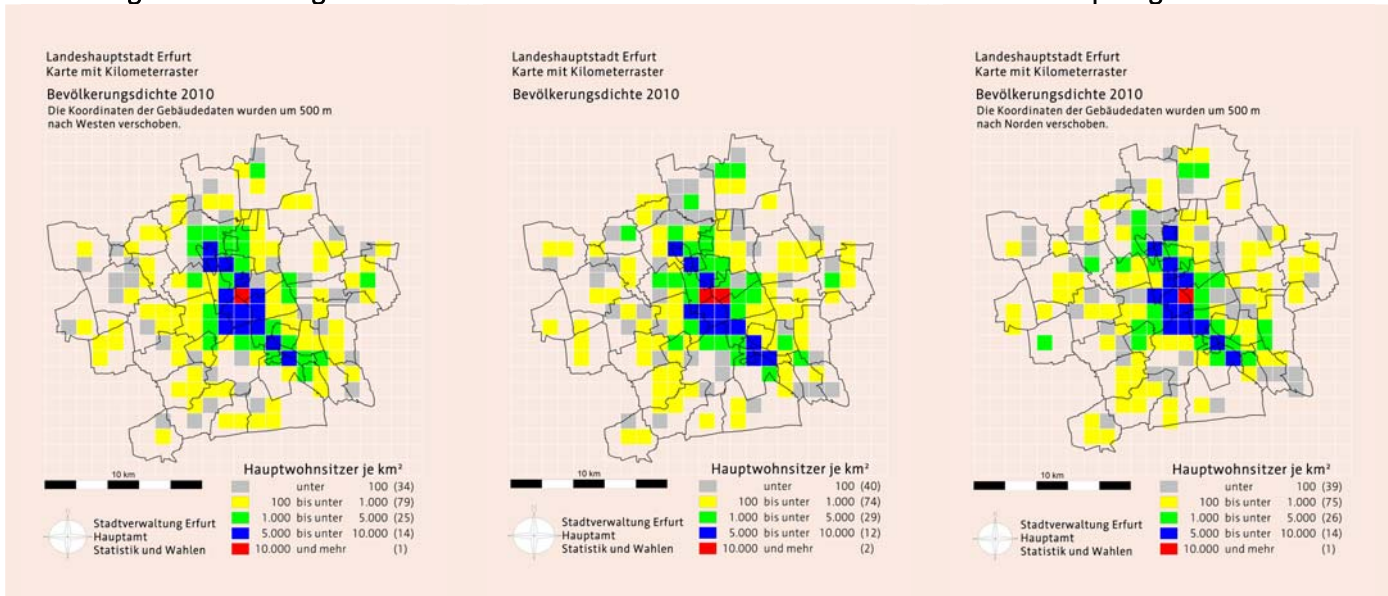 Landeshauptstadt Erfurt
Karte mit Kilometerraster
Bevölkerungsdichte 2010
Die Koordinaten der Gebäudedaten wurden um 500 m
nach Westen verschoben.
10 km
Hauptwohnsitzer je km²
unter 100 (34)
100 bis unter 1.000 (79)
1.000 bis unter 5.000 (25)
5.000 bis unter 10.000 (14)
10.000 und mehr (1)
Stadtverwaltung Erfurt
Hauptamt
Statistik und Wahlen
Landeshauptstadt Erfurt
Karte mit Kilometerraster
Bevölkerungsdichte 2010
10 km
Hauptwohnsitzer je km²
unter 100 (40)
100 bis unter 1.000 (74)
1.000 bis unter 5.000 (29)
5.000 bis unter 10.000 (12)
10.000 und mehr (2)
Stadtverwaltung Erfurt
Hauptamt
Statistik und Wahlen
Landeshauptstadt Erfurt
Karte mit Kilometerraster
Bevölkerungsdichte 2010
Die Koordinaten der Gebäudedaten wurden um 500 m
nach Norden verschoben.
10 km
Hauptwohnsitzer je km²
unter 100 (39)
100 bis unter 1.000 (75)
1.000 bis unter 5.000 (26)
5.000 bis unter 10.000 (14)
10.000 und mehr (1)
Stadtverwaltung Erfurt
Hauptamt
Statistik und Wahlen